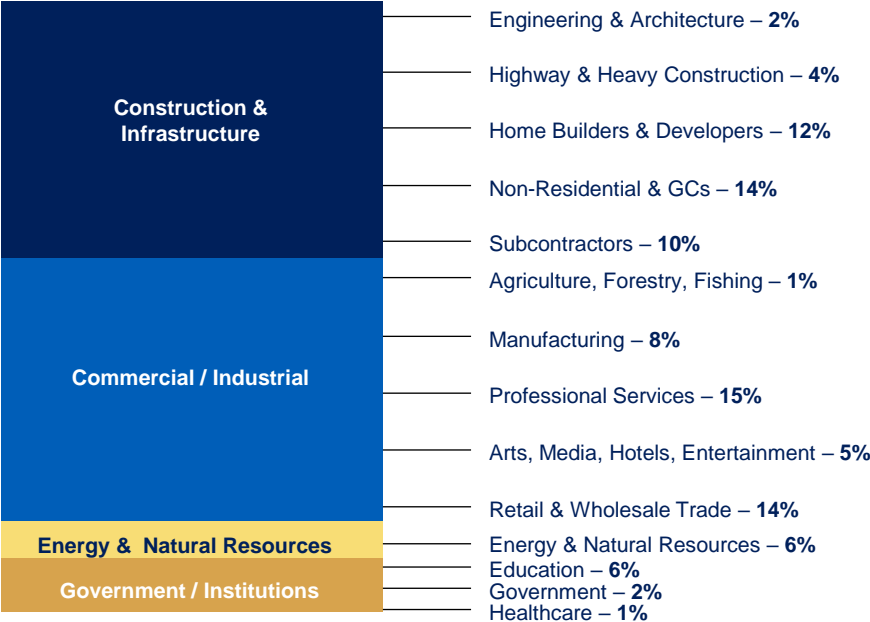 Construction &
Infrastructure
Commercial / Industrial
Energy &  Natural Resources
Government / Institutions
Engineering & Architecture – 2%
Highway & Heavy Construction – 4%
Home Builders & Developers – 12%
Non-Residential & GCs – 14%
Subcontractors – 10%
Agriculture, Forestry, Fishing – 1%
Manufacturing – 8%
Professional Services – 15%
Arts, Media, Hotels, Entertainment – 5%
Retail & Wholesale Trade – 14%
Energy & Natural Resources – 6%
Education – 6%
Government – 2%
Healthcare – 1%